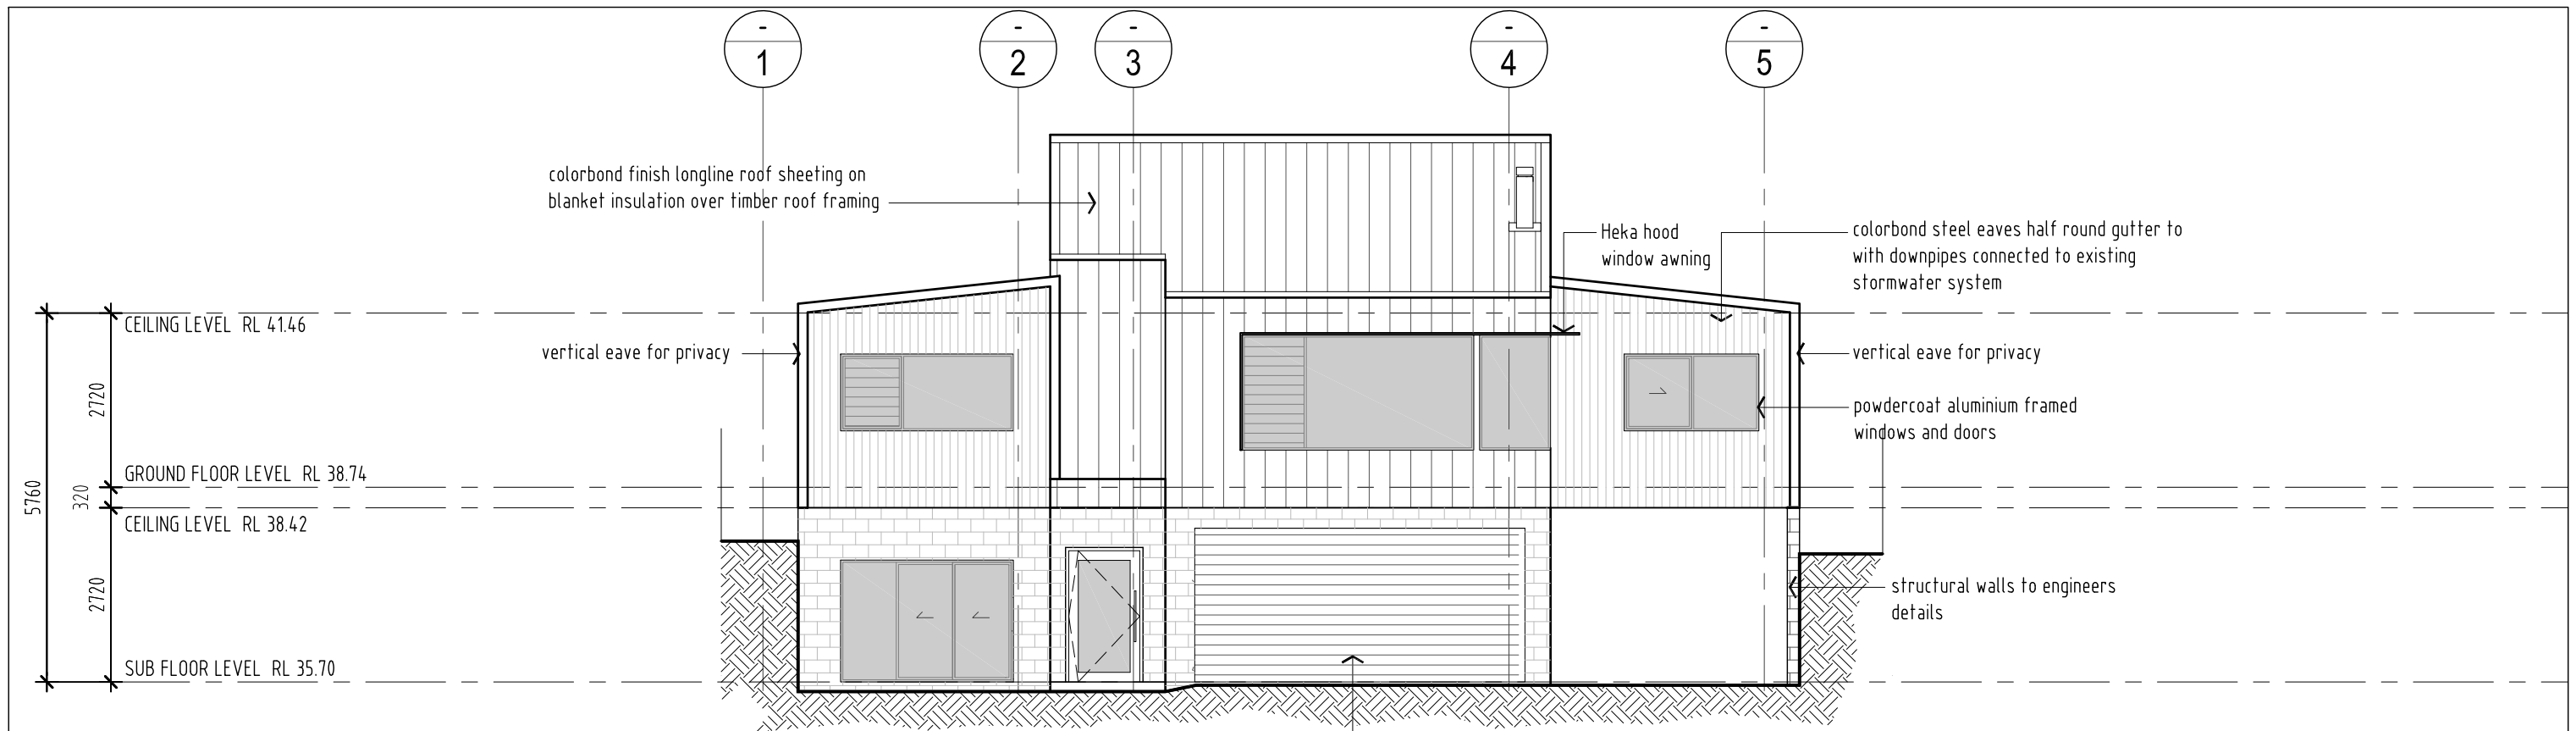 -
1
-
2
-
3
-
4
-
5
colorbond finish longline roof sheeting on
blanket insulation over timber roof framing
Heka hood
window awning
colorbond steel eaves half round gutter to
with downpipes connected to existing
stormwater system
CEILING LEVEL RL 41.46
vertical eave for privacy
vertical eave for privacy
2720
powdercoat aluminium framed
windows and doors
GROUND FLOOR LEVEL RL 38.74
5760
320
CEILING LEVEL RL 38.42
2720
structural walls to engineers
details
SUB FLOOR LEVEL RL 35.70